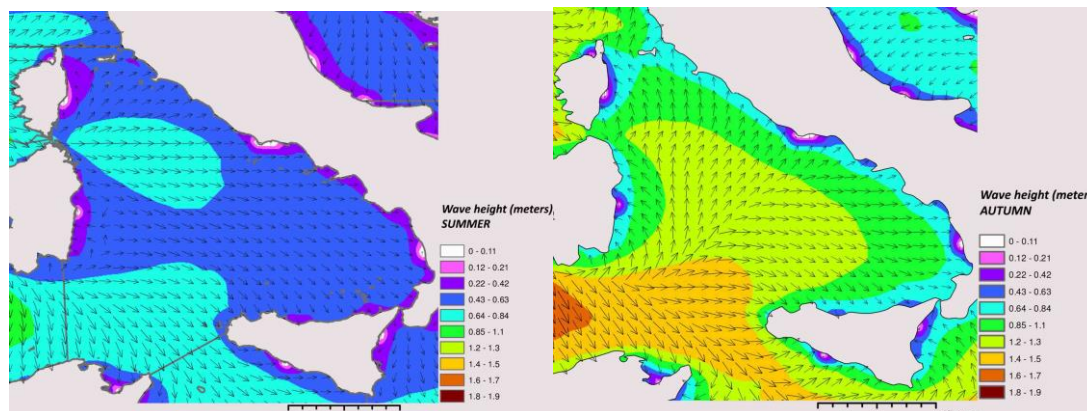 Wave height (meters)
SUMMER
0 - 0.11
0.12 - 0.21
0.22 - 0.42
0.43 - 0.63
0.64 - 0.84
0.85 - 1.1
1.2 - 1.3
1.4 - 1.5
1.6 - 1.7
1.8 - 1.9
Wave height (meter
AUTUMN
0 - 0.11
0.12 - 0.21
0.22 - 0.42
0.43 - 0.63
0.64 - 0.84
0.85 - 1.1
1.2 - 1.3
1.4 - 1.5
1.6 - 1.7
1.8 - 1.9